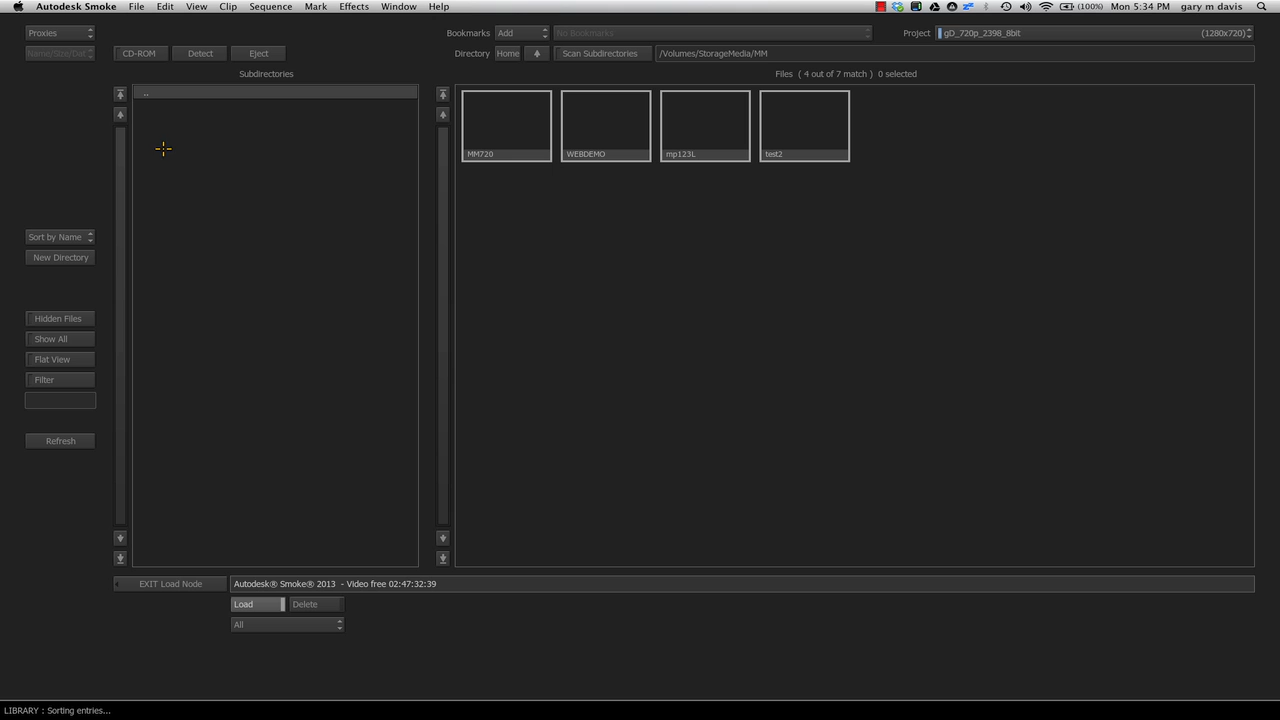 Autodesk Smoke File Edit View Clip Sequence Mark Effects Window Help (100%) Mon 5:34 PM gary m davis
Proxies Bookmarks Add No Bookmarks Project gD_720p_2398_8bit (1280x720)
CD-ROM Detect Eject Directory Home Scan Subdirectories /Volumes/StorageMedia/MM
Subdirectories Files ( 4 out of 7 match ) 0 selected
..
MM720 WEBDEMO mp123L test2
Sort by Name
New Directory
Hidden Files
Show All
Flat View
Filter
Refresh
EXIT Load Node Autodesk® Smoke® 2013 - Video free 02:47:32:39
Load Delete
All
LIBRARY : Sorting entries...